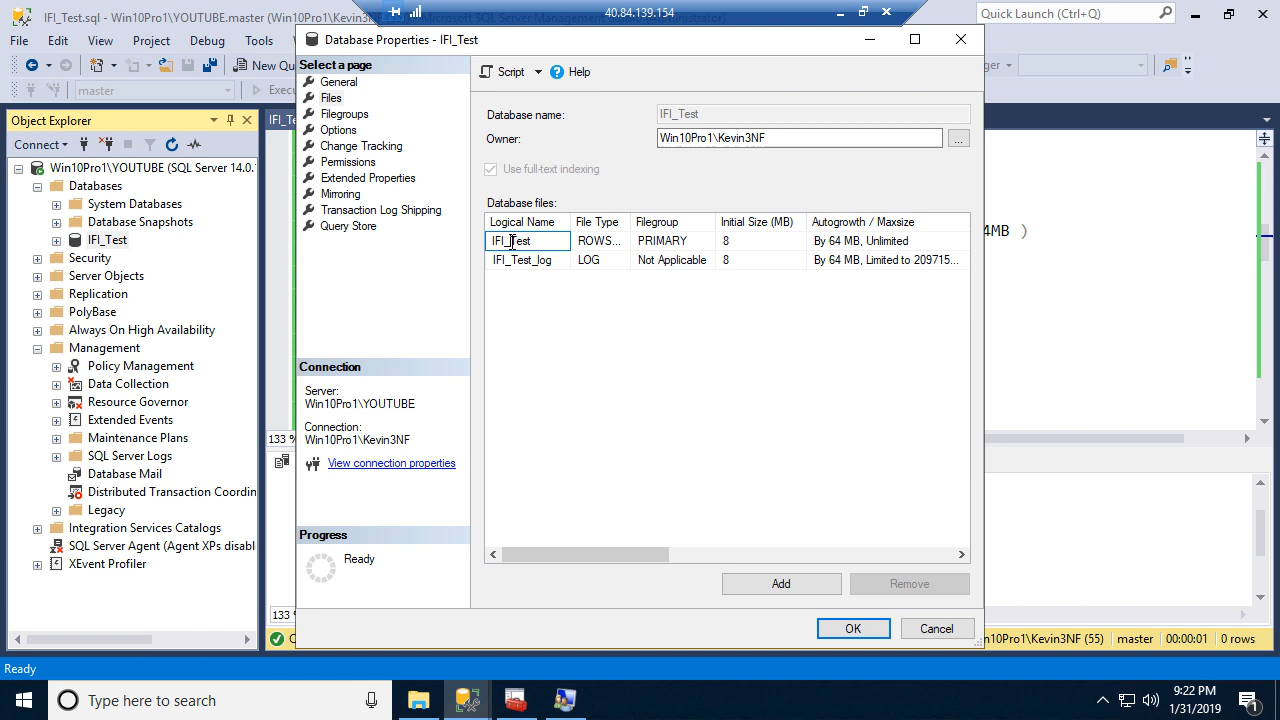 IFI_Test.sql - Win10Pro1\YOUTUBE.master (Win10Pro1\Kev
40.84.139.154
Quick Launch (Ctrl+Q)
File Edit View Project Debug Tools
New Qu
master
Execu
Object Explorer
Connect
Win10Pro1\YOUTUBE (SQL Server 14.0.
Databases
System Databases
Database Snapshots
IFI_Test
Security
Server Objects
Replication
PolyBase
Always On High Availability
Management
Policy Management
Data Collection
Resource Governor
Extended Events
Maintenance Plans
SQL Server Logs
Database Mail
Distributed Transaction Coordin
Legacy
Integration Services Catalogs
SQL Server Agent (Agent XPs disabl
XEvent Profiler
IFI_Te
133 %
133
Database Properties - IFI_Test
Select a page
General
Files
Filegroups
Options
Change Tracking
Permissions
Extended Properties
Mirroring
Transaction Log Shipping
Query Store
Connection
Server:
Win10Pro1\YOUTUBE
Connection:
Win10Pro1\Kevin3NF
View connection properties
Progress
Ready
Script Help
Database name: IFI_Test
Owner: Win10Pro1\Kevin3NF ...
Use full-text indexing
Database files:
Logical Name File Type Filegroup Initial Size (MB) Autogrowth / Maxsize
IFI_Test ROWS... PRIMARY 8 By 64 MB, Unlimited
IFI_Test_log LOG Not Applicable 8 By 64 MB, Limited to 209715...
Add Remove
OK Cancel
4MB )
n10Pro1\Kevin3NF (55) master 00:00:01 0 rows
Ready
Type here to search
9:22 PM
1/31/2019
1